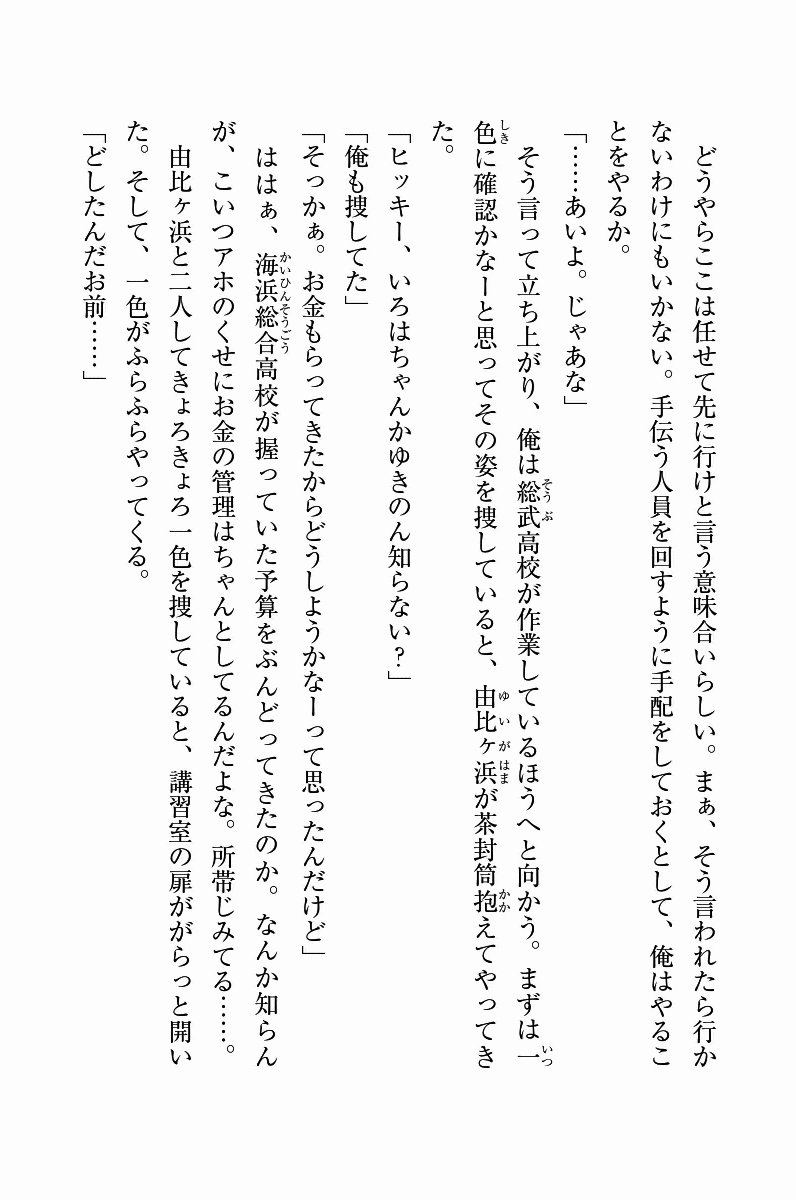 どうやらここは任せて先に行けと言う意味合いらしい。まぁ、そう言われたら行か
ないわけにもいかない。手伝う人員を回すように手配をしておくとして、俺はやるこ
とをやるか。
「……あいよ。じゃあな」
そう言って立ち上がり、俺は総武高校が作業しているほうへと向かう。まずは一
色に確認かなーと思ってその姿を捜していると、由比ヶ浜が茶封筒抱えてやってき
た。
「ヒッキー、いろはちゃんかゆきのん知らない？」
「俺も捜してた」
「そっかぁ。お金もらってきたからどうしようかなーって思ったんだけど」
ははぁ、海浜総合高校が握っていた予算をぶんどってきたのか。なんか知らん
が、こいつアホのくせにお金の管理はちゃんとしてるんだよな。所帯じみてる……。
由比ヶ浜と二人してきょろきょろ一色を捜していると、講習室の扉ががらっと開い
た。そして、一色がふらふらやってくる。
「どしたんだお前……」